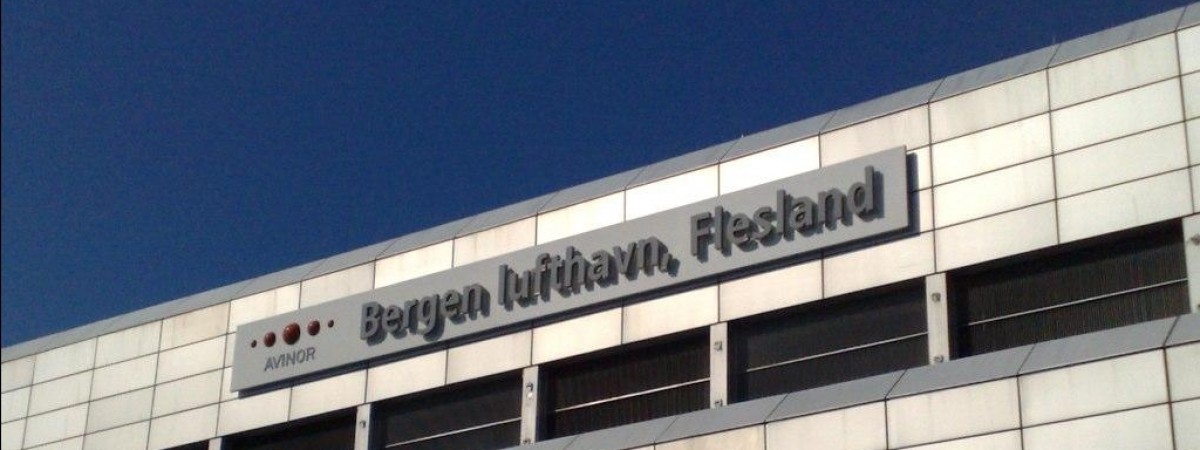 Bergen lufthavn, Flesland
AVINOR